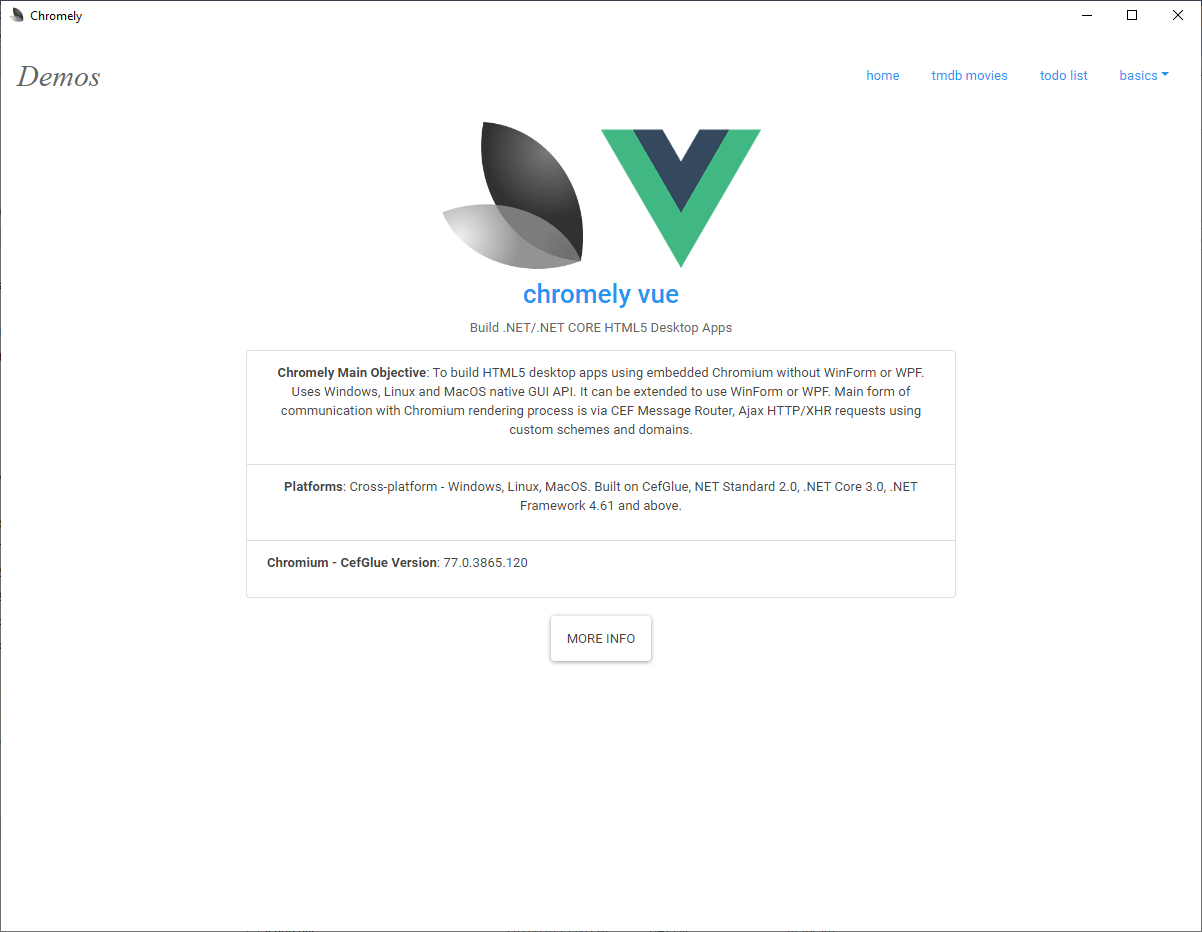 Chromely
Demos
home
tmdb movies
todo list
basics
chromely vue
Build .NET/.NET CORE HTML5 Desktop Apps
Chromely Main Objective: To build HTML5 desktop apps using embedded Chromium without WinForm or WPF.
Uses Windows, Linux and MacOS native GUI API. It can be extended to use WinForm or WPF. Main form of
communication with Chromium rendering process is via CEF Message Router, Ajax HTTP/XHR requests using
custom schemes and domains.
Platforms: Cross-platform - Windows, Linux, MacOS. Built on CefGlue, NET Standard 2.0, .NET Core 3.0, .NET
Framework 4.61 and above.
Chromium - CefGlue Version: 77.0.3865.120
MORE INFO